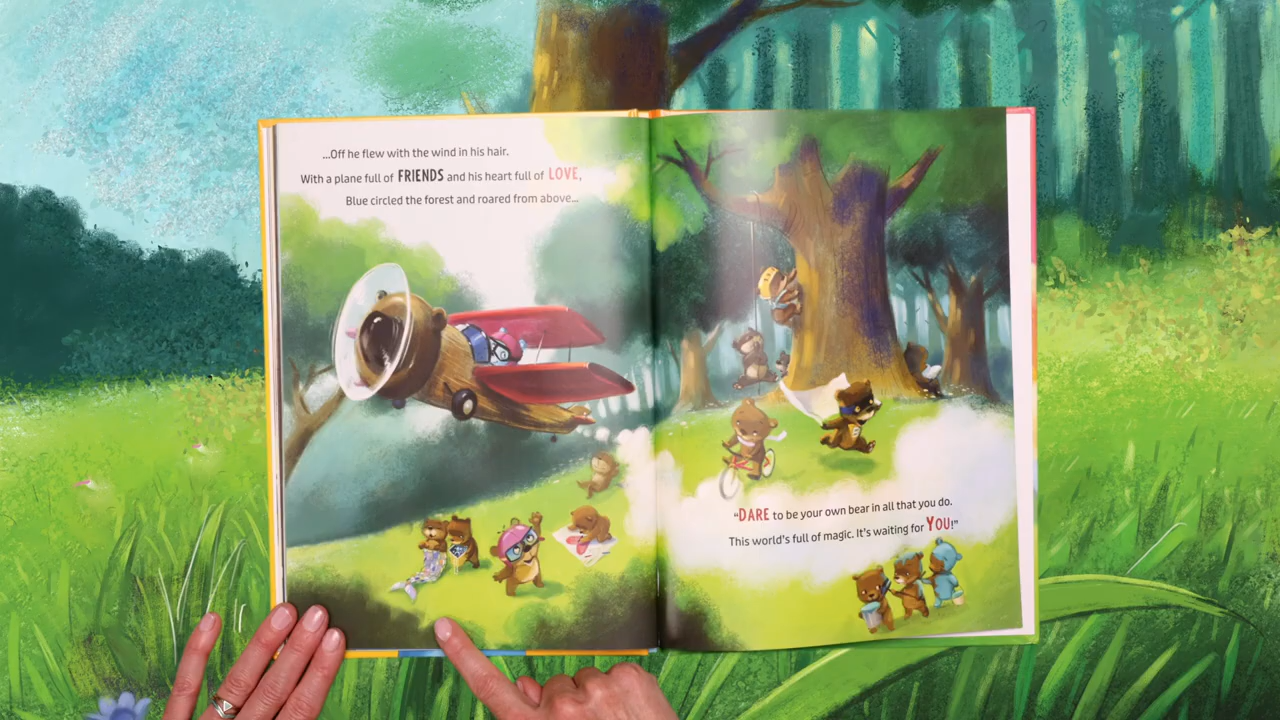 ...Off he flew with the wind in his hair.
With a plane full of FRIENDS and his heart full of LOVE,
Blue circled the forest and roared from above...
"DARE to be your own bear in all that you do.
This world's full of magic. It's waiting for YOU!"